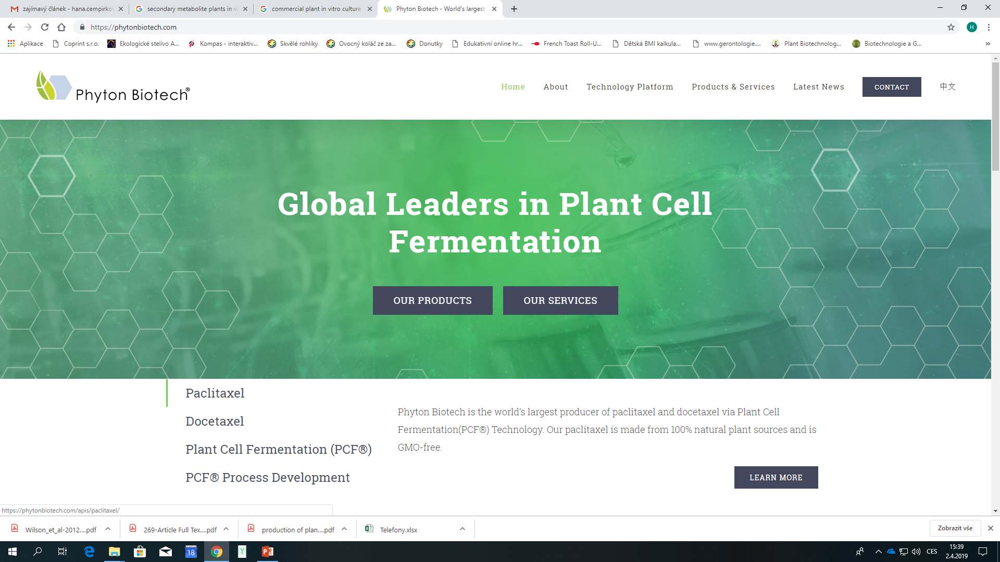 zajímavý článek - hana.cempirko
secondary metabolite plants in vi
commercial plant in vitro culture
Phyton Biotech - World's largest
https://phytonbiotech.com
H
Aplikace
Coprint s.r.o.
Ekologické stelivo A...
Kompas - interaktiv...
Skvělé rohlíky
Ovocný koláč ze za...
Donutky
Edukativní online hr...
French Toast Roll-U...
Dětská BMI kalkula...
www.gerontologie....
Plant Biotechnolog...
Biotechnologie a G...
»
Phyton Biotech®
Home
About
Technology Platform
Products & Services
Latest News
CONTACT
中文
Global Leaders in Plant Cell
Fermentation
OUR PRODUCTS
OUR SERVICES
Paclitaxel
Docetaxel
Plant Cell Fermentation (PCF®)
PCF® Process Development
Phyton Biotech is the world's largest producer of paclitaxel and docetaxel via Plant Cell
Fermentation(PCF®) Technology. Our paclitaxel is made from 100% natural plant sources and is
GMO-free.
LEARN MORE
https://phytonbiotech.com/apis/paclitaxel/
Wilson_et_al-2012....pdf
269-Article Full Tex....pdf
production of plan....pdf
Telefony.xlsx
Zobrazit vše
18
CES
15:39
2.4.2019